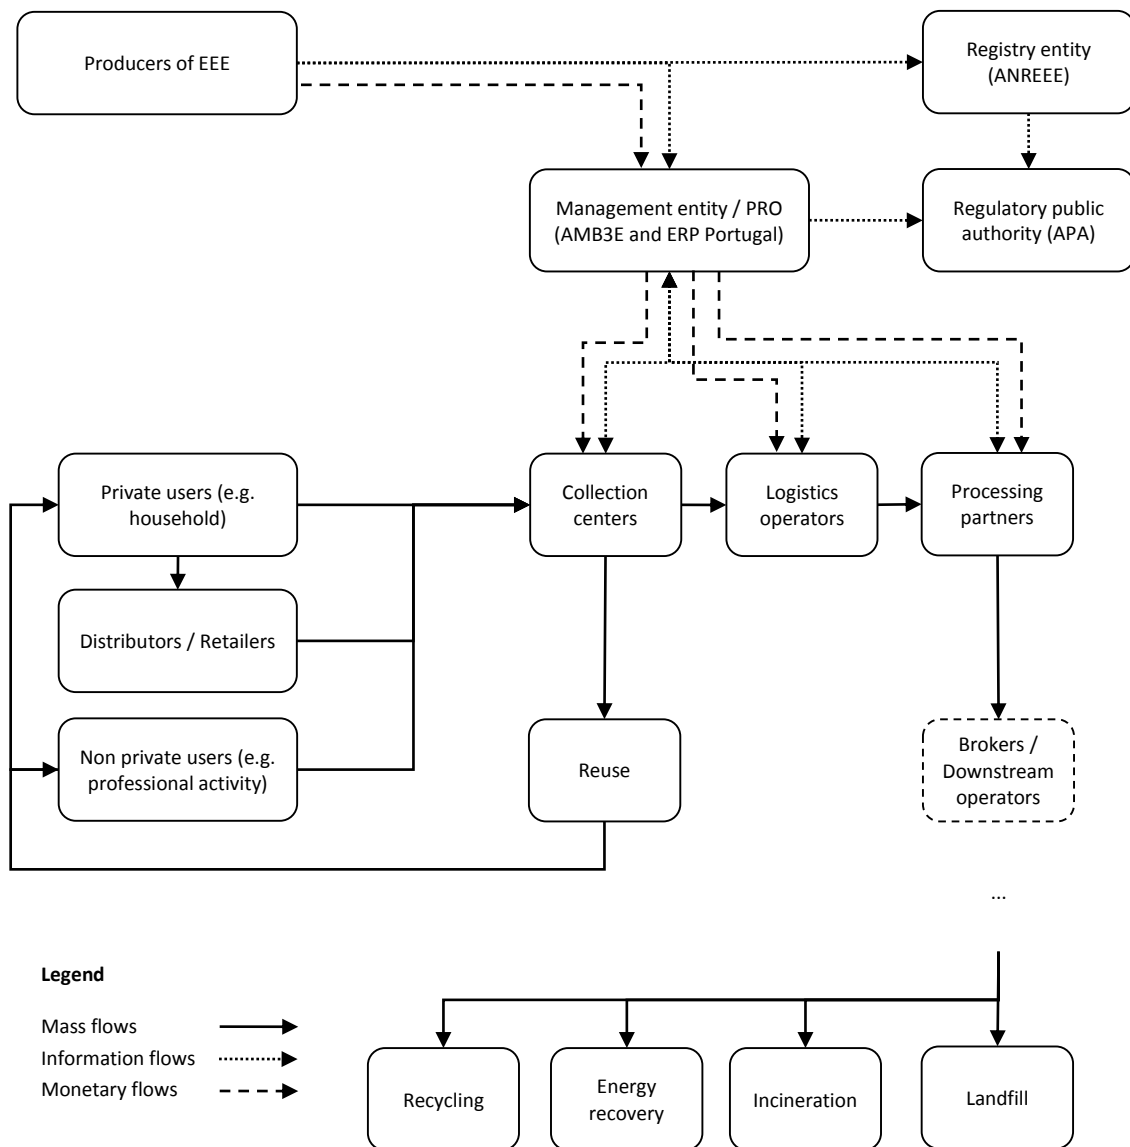 Producers of EEE
Registry entity
(ANREEE)
Management entity / PRO
(AMB3E and ERP Portugal)
Regulatory public
authority (APA)
Private users (e.g.
household)
Collection
centers
Logistics
operators
Processing
partners
Distributors / Retailers
Non private users (e.g.
professional activity)
Reuse
Brokers /
Downstream
operators
...
Legend
Mass flows
Information flows
Monetary flows
Recycling
Energy
recovery
Incineration
Landfill